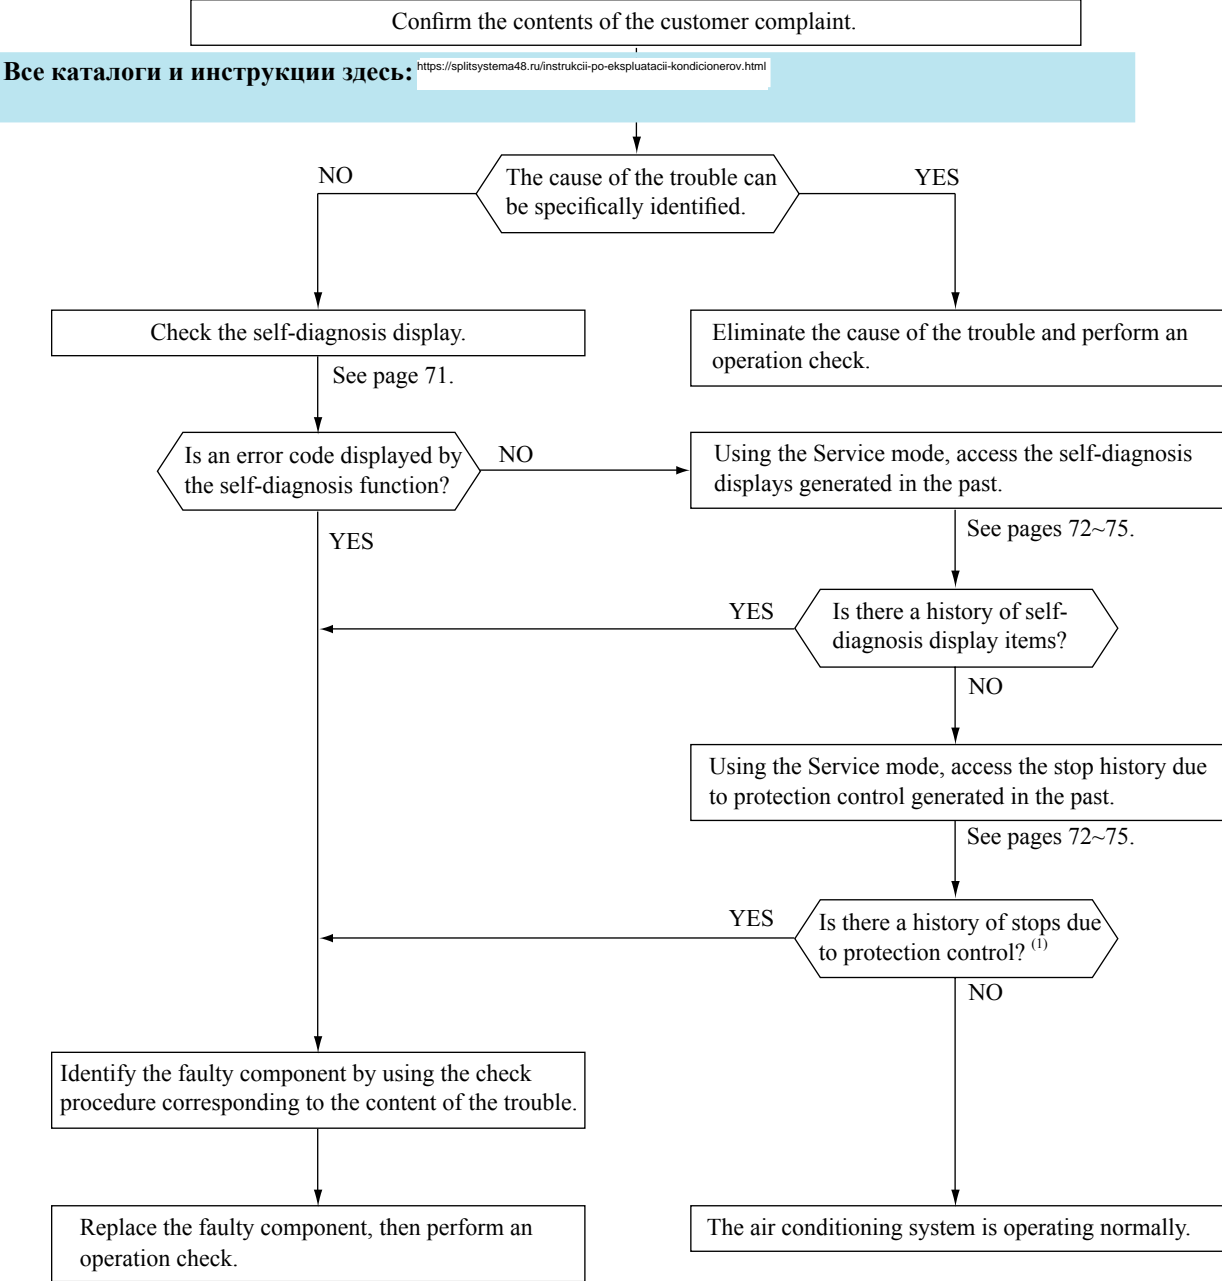 Confirm the contents of the customer complaint.
Все каталоги и инструкции здесь: https://splitsystema48.ru/instrukcii-po-ekspluatacii-kondicionerov.html
NO
The cause of the trouble can
be specifically identified.
YES
Check the self-diagnosis display.
Eliminate the cause of the trouble and perform an
operation check.
See page 71.
Is an error code displayed by
the self-diagnosis function?
NO
Using the Service mode, access the self-diagnosis
displays generated in the past.
YES
See pages 72~75.
YES
Is there a history of self-
diagnosis display items?
NO
Using the Service mode, access the stop history due
to protection control generated in the past.
See pages 72~75.
YES
Is there a history of stops due
to protection control? (1)
NO
Identify the faulty component by using the check
procedure corresponding to the content of the trouble.
Replace the faulty component, then perform an
operation check.
The air conditioning system is operating normally.